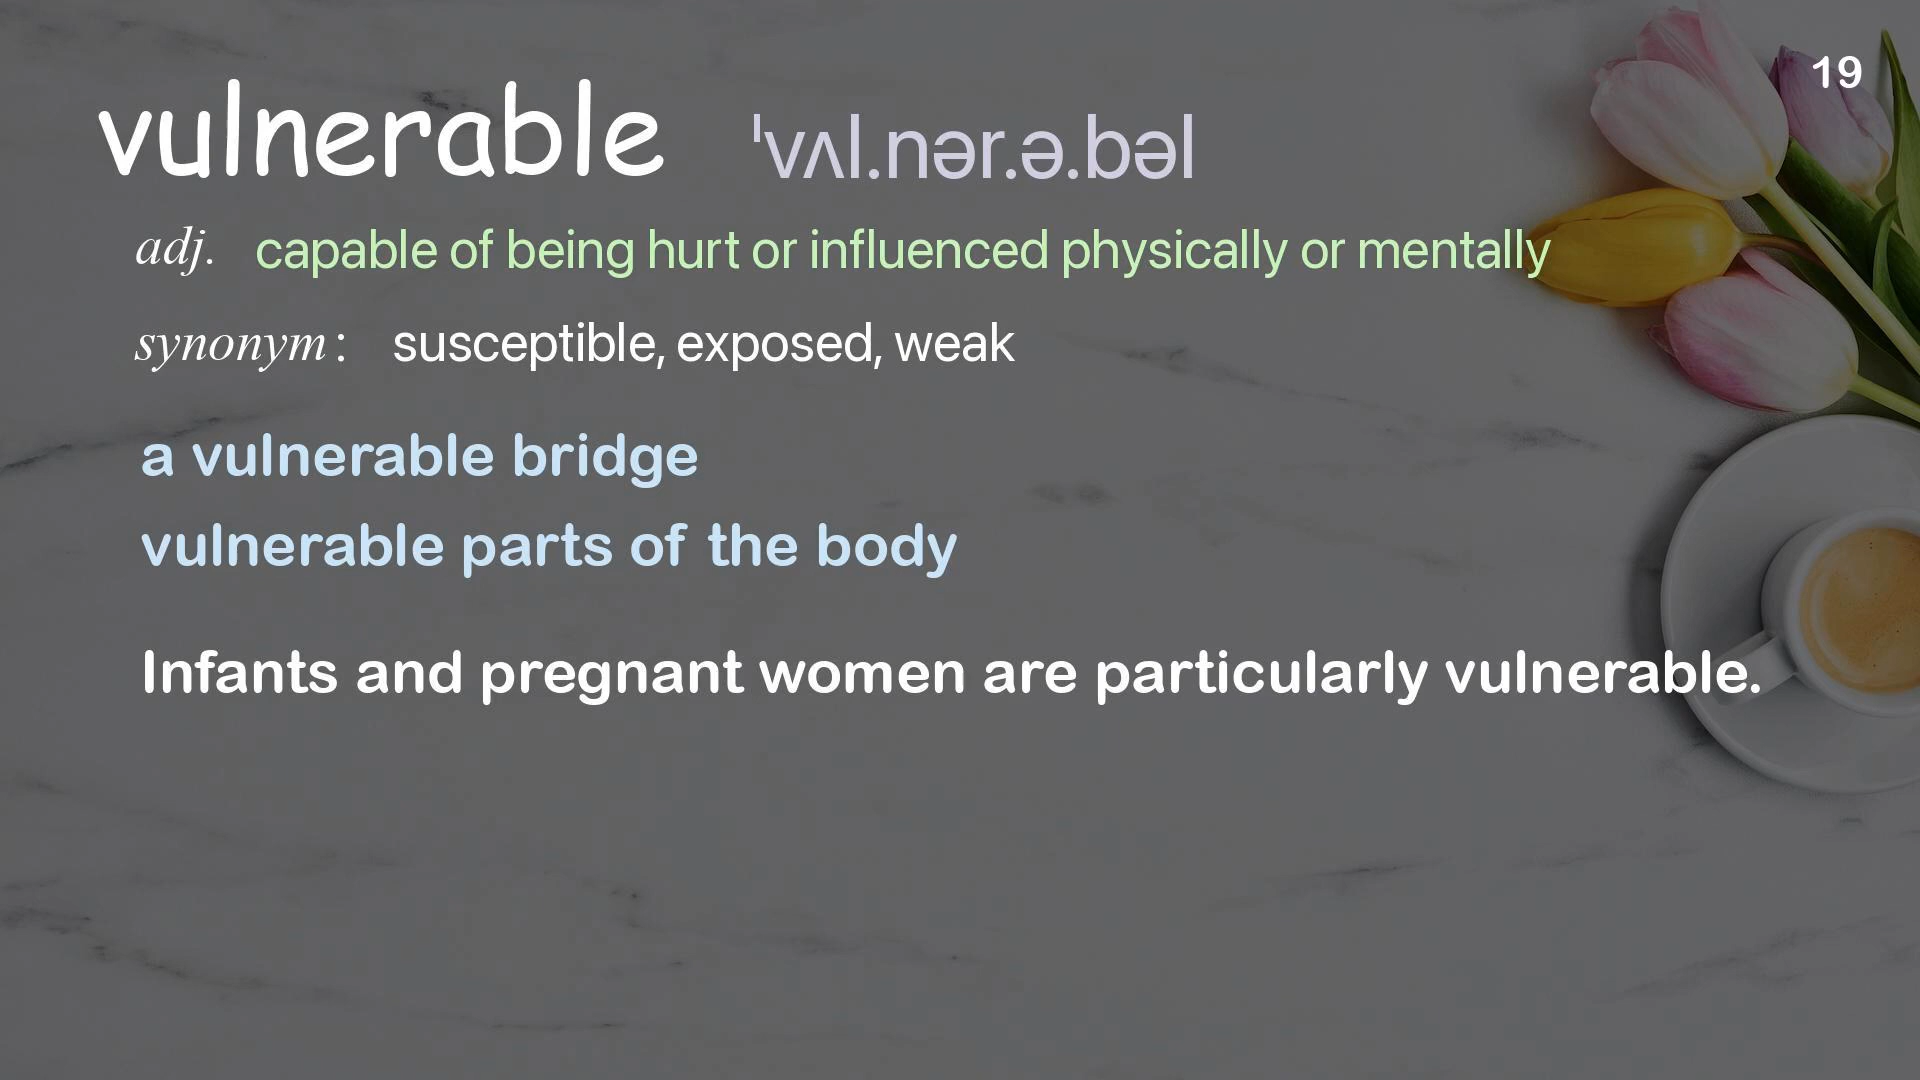 19
vulnerable ˈvʌl.nər.ə.bəl
adj. capable of being hurt or influenced physically or mentally
synonym: susceptible, exposed, weak
a vulnerable bridge
vulnerable parts of the body
Infants and pregnant women are particularly vulnerable.